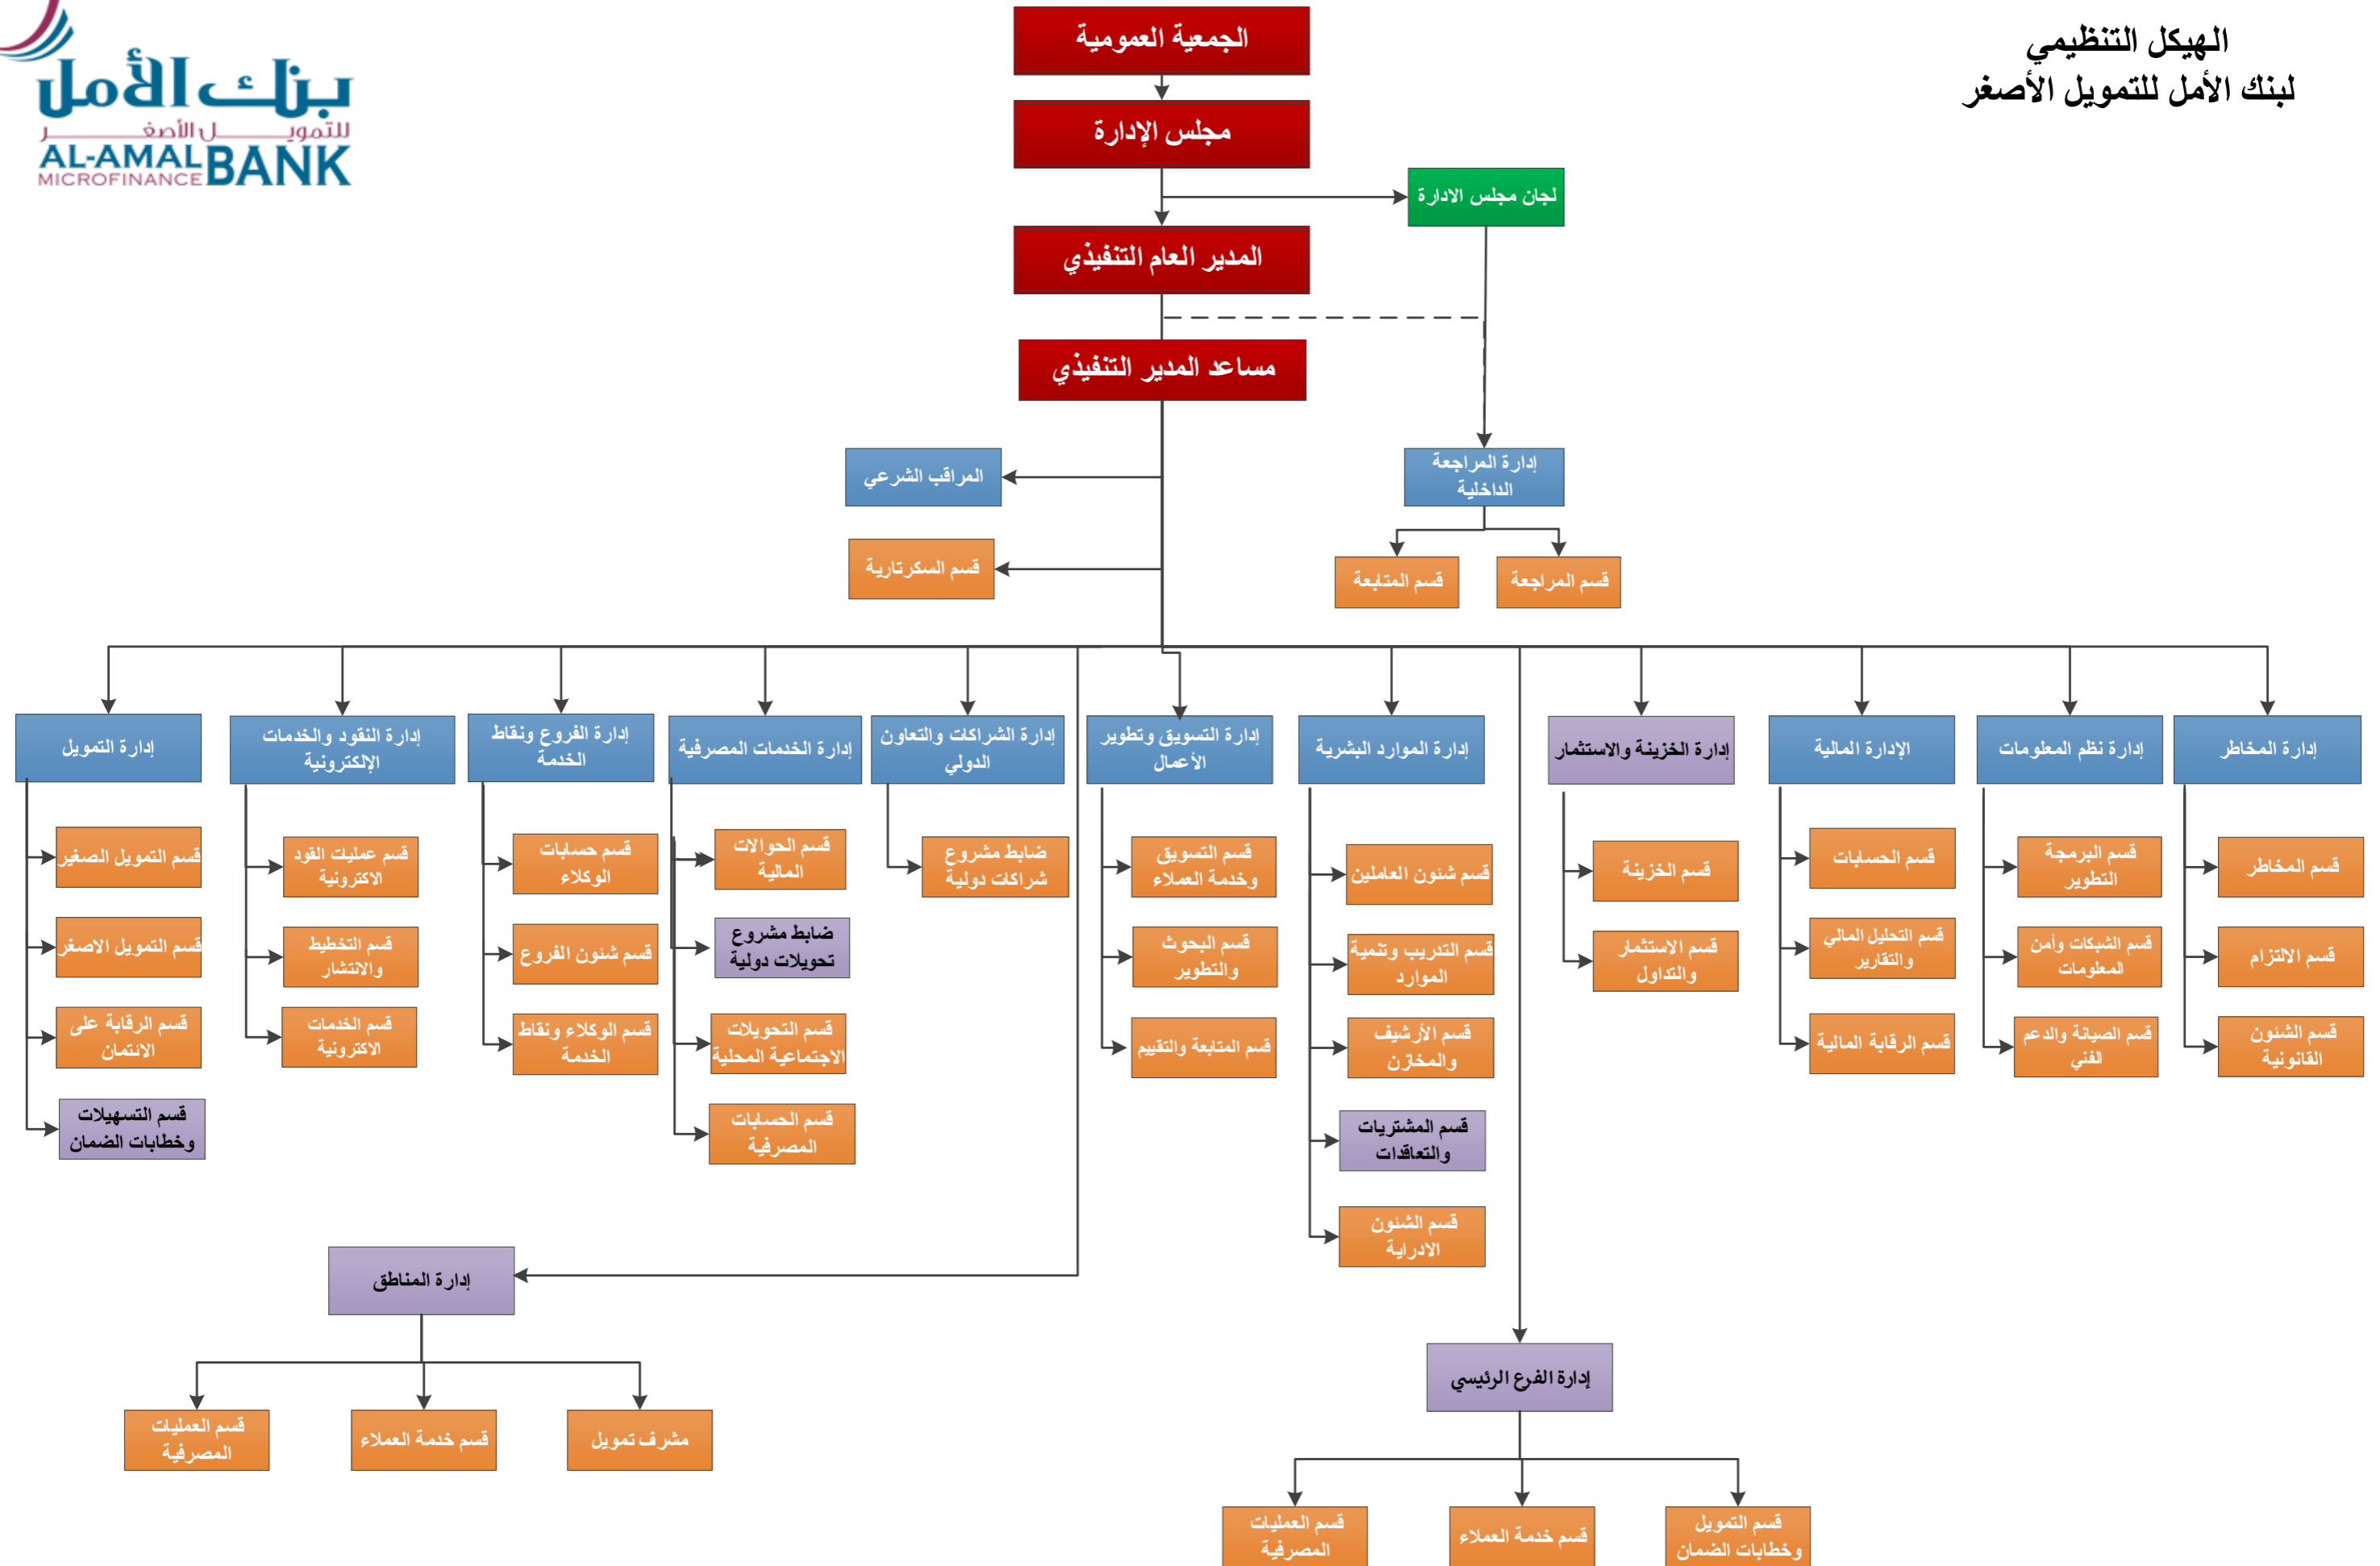 الهيكل التنظيمي
لبنك الأمل للتمويل الأصغر
بنك الأمل
للتمويــــل الأصغــــر
AL-AMAL BANK
MICROFINANCE
الجمعية العمومية
مجلس الإدارة
لجان مجلس الادارة
المدير العام التنفيذي
مساعد المدير التنفيذي
إدارة المراجعة
الداخلية
المراقب الشرعي
قسم السكرتارية
قسم المراجعة
قسم المتابعة
إدارة المخاطر
قسم المخاطر
قسم الالتزام
قسم الشئون
القانونية
إدارة نظم المعلومات
قسم البرمجة
التطوير
قسم الشبكات وأمن
المعلومات
قسم الصيانة والدعم
الفني
الإدارة المالية
قسم الحسابات
قسم التحليل المالي
والتقارير
قسم الرقابة المالية
إدارة الخزينة والاستثمار
قسم الخزينة
قسم الاستثمار
والتداول
إدارة الموارد البشرية
قسم شئون العاملين
قسم التدريب وتنمية
الموارد
قسم الأرشيف
والمخازن
قسم المشتريات
والتعاقدات
قسم الشئون
الادراية
إدارة التسويق وتطوير
الأعمال
قسم التسويق
وخدمة العملاء
قسم البحوث
والتطوير
قسم المتابعة والتقييم
إدارة الشراكات والتعاون
الدولي
ضابط مشروع
شراكات دولية
إدارة الخدمات المصرفية
قسم الحوالات
المالية
ضابط مشروع
تحويلات دولية
قسم التحويلات
الاجتماعية المحلية
قسم الحسابات
المصرفية
إدارة الفروع ونقاط
الخدمة
قسم حسابات
الوكلاء
قسم شئون الفروع
قسم الوكلاء ونقاط
الخدمة
إدارة النقود والخدمات
الإلكترونية
قسم عمليات القود
الاكترونية
قسم التخطيط
والانتشار
قسم الخدمات
الاكترونية
إدارة التمويل
قسم التمويل الصغير
قسم التمويل الاصغر
قسم الرقابة على
الائتمان
قسم التسهيلات
وخطابات الضمان
إدارة المناطق
مشرف تمويل
قسم خدمة العملاء
قسم العمليات
المصرفية
إدارة الفرع الرئيسي
قسم التمويل
وخطابات الضمان
قسم خدمة العملاء
قسم العمليات
المصرفية